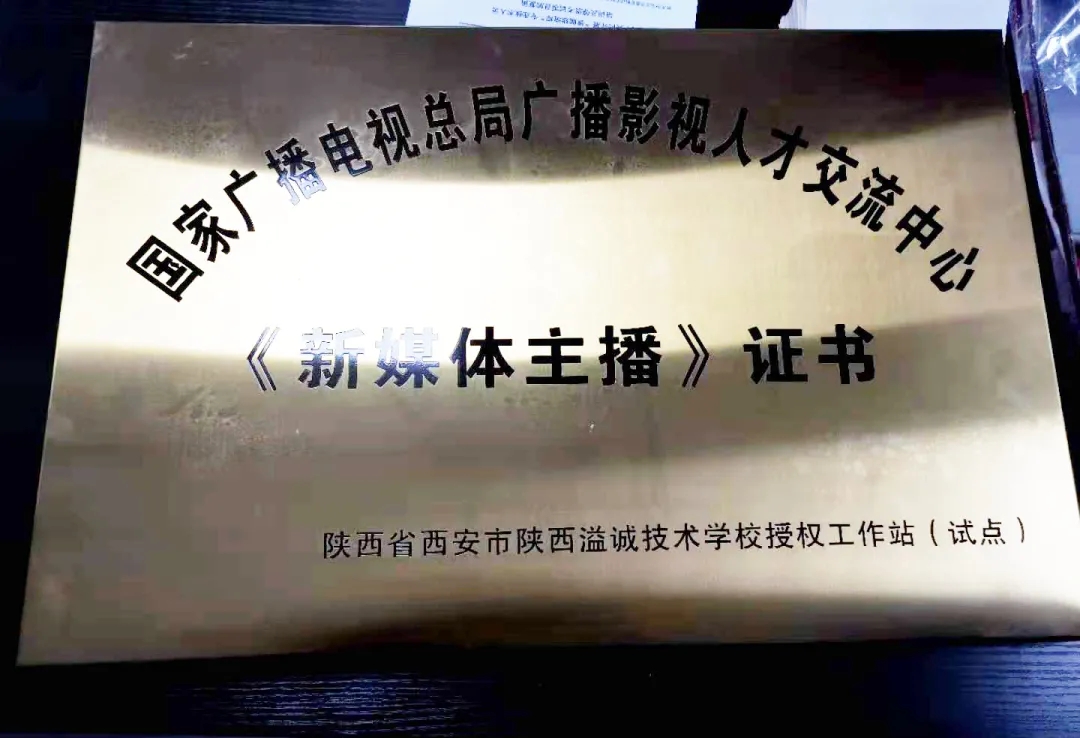 国家广播电视总局广播影视人才交流中心
《新媒体主播》证书
陕西省西安市陕西溢诚技术学校授权工作站（试点）